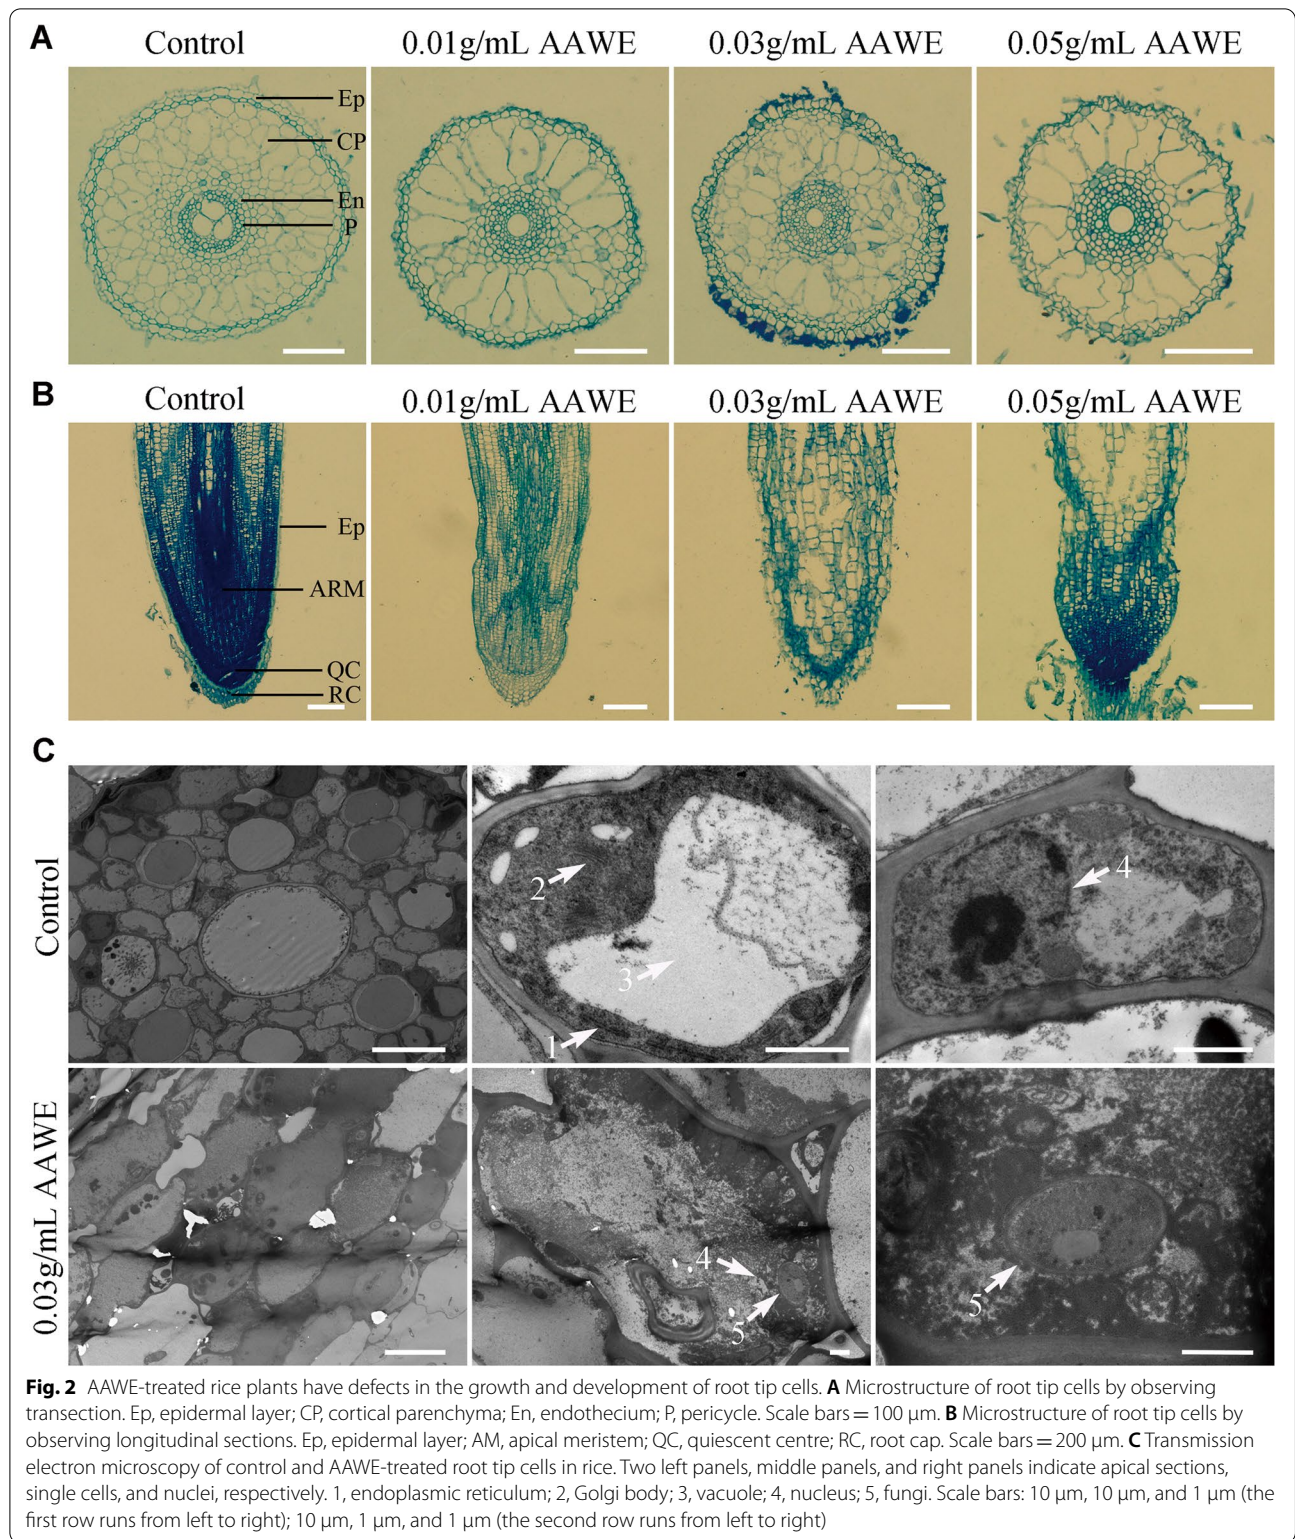 A
Control
0.01g/mL AAWE
0.03g/mL AAWE
0.05g/mL AAWE
Ep
CP
En
P
B
Control
0.01g/mL AAWE
0.03g/mL AAWE
0.05g/mL AAWE
Ep
ARM
QC
RC
C
Control
2
3
1
4
0.03g/mL AAWE
4
5
5
Fig. 2 AAWE-treated rice plants have defects in the growth and development of root tip cells. A Microstructure of root tip cells by observing
transection. Ep, epidermal layer; CP, cortical parenchyma; En, endothecium; P, pericycle. Scale bars = 100 μm. B Microstructure of root tip cells by
observing longitudinal sections. Ep, epidermal layer; AM, apical meristem; QC, quiescent centre; RC, root cap. Scale bars = 200 μm. C Transmission
electron microscopy of control and AAWE-treated root tip cells in rice. Two left panels, middle panels, and right panels indicate apical sections,
single cells, and nuclei, respectively. 1, endoplasmic reticulum; 2, Golgi body; 3, vacuole; 4, nucleus; 5, fungi. Scale bars: 10 μm, 10 μm, and 1 μm (the
first row runs from left to right); 10 μm, 1 μm, and 1 μm (the second row runs from left to right)